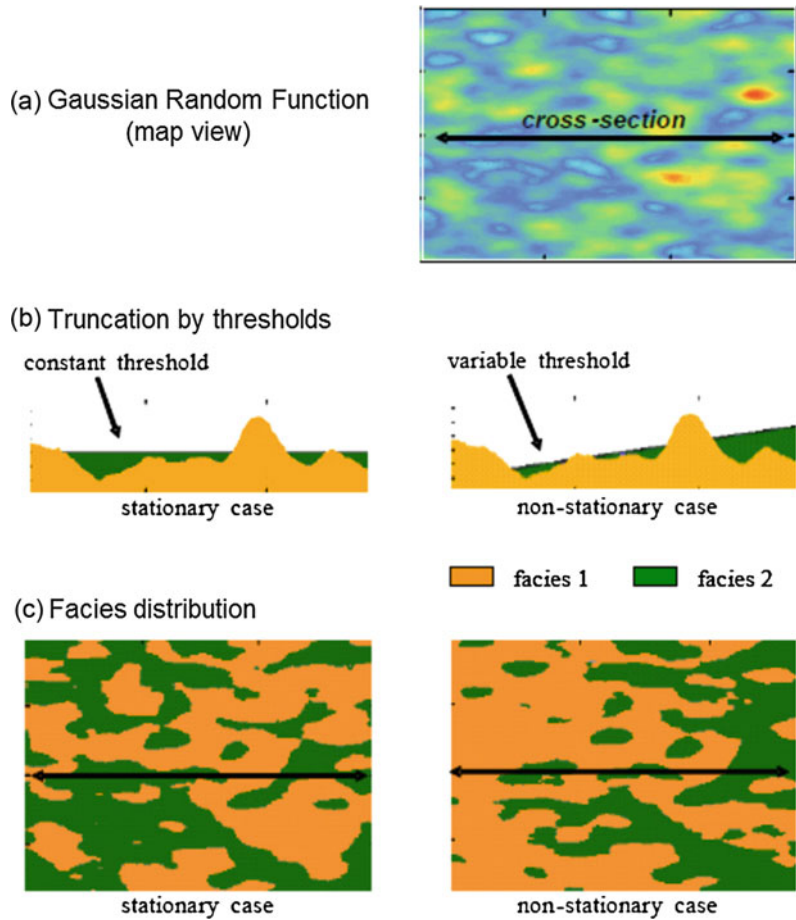 (a) Gaussian Random Function
(map view)
cross-section
(b) Truncation by thresholds
constant threshold
variable threshold
stationary case
non-stationary case
facies 1
facies 2
(c) Facies distribution
stationary case
non-stationary case